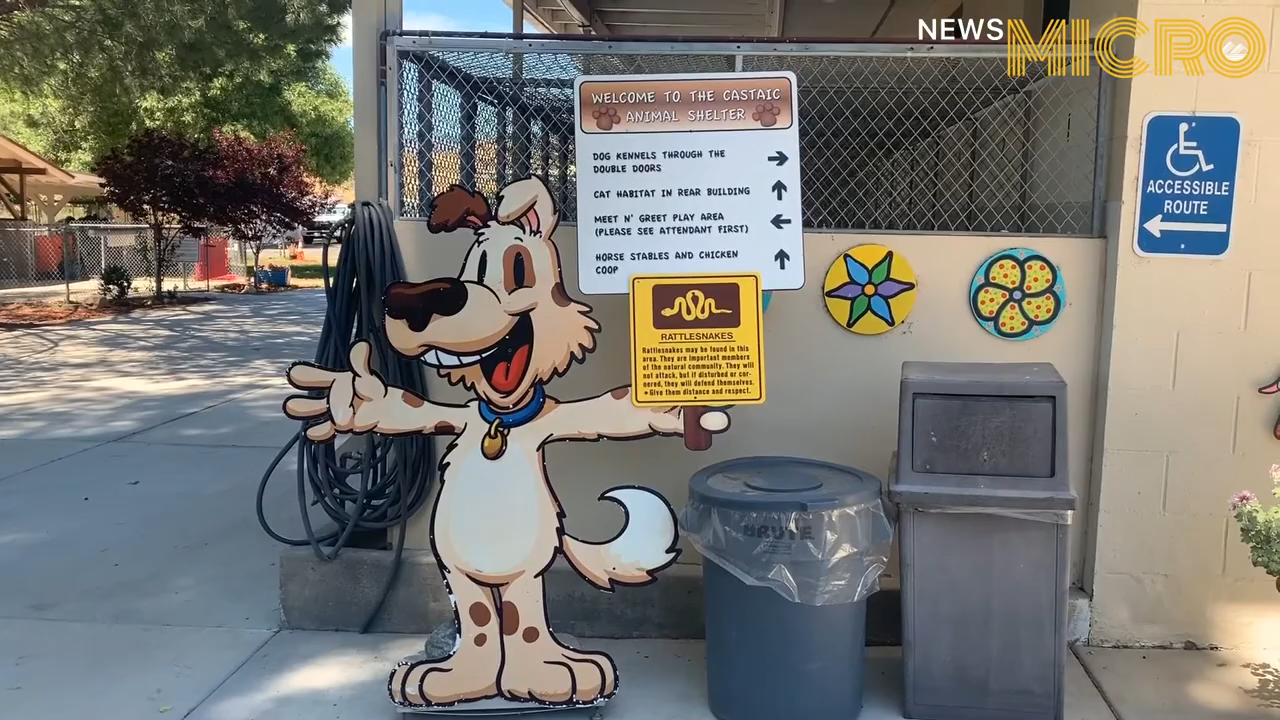 NEWS MICRO
WELCOME TO THE CASTAIC
ANIMAL SHELTER
DOG KENNELS THROUGH THE
DOUBLE DOORS
CAT HABITAT IN REAR BUILDING
MEET N' GREET PLAY AREA
(PLEASE SEE ATTENDANT FIRST)
HORSE STABLES AND CHICKEN
COOP
RATTLESNAKES
Rattlesnakes may be found in this
area. They are important members
of the natural community. They will
not attack, but if disturbed or cor-
nered, they will defend themselves.
• Give them distance and respect.
ACCESSIBLE
ROUTE
BRUTE